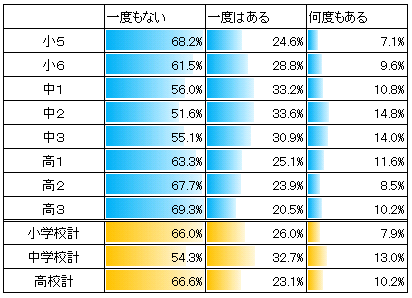 一度もない 一度はある 何度もある
小５ 68.2% 24.6% 7.1%
小６ 61.5% 28.8% 9.6%
中１ 56.0% 33.2% 10.8%
中２ 51.6% 33.6% 14.8%
中３ 55.1% 30.9% 14.0%
高１ 63.3% 25.1% 11.6%
高２ 67.7% 23.9% 8.5%
高３ 69.3% 20.5% 10.2%
小学校計 66.0% 26.0% 7.9%
中学校計 54.3% 32.7% 13.0%
高校計 66.6% 23.1% 10.2%